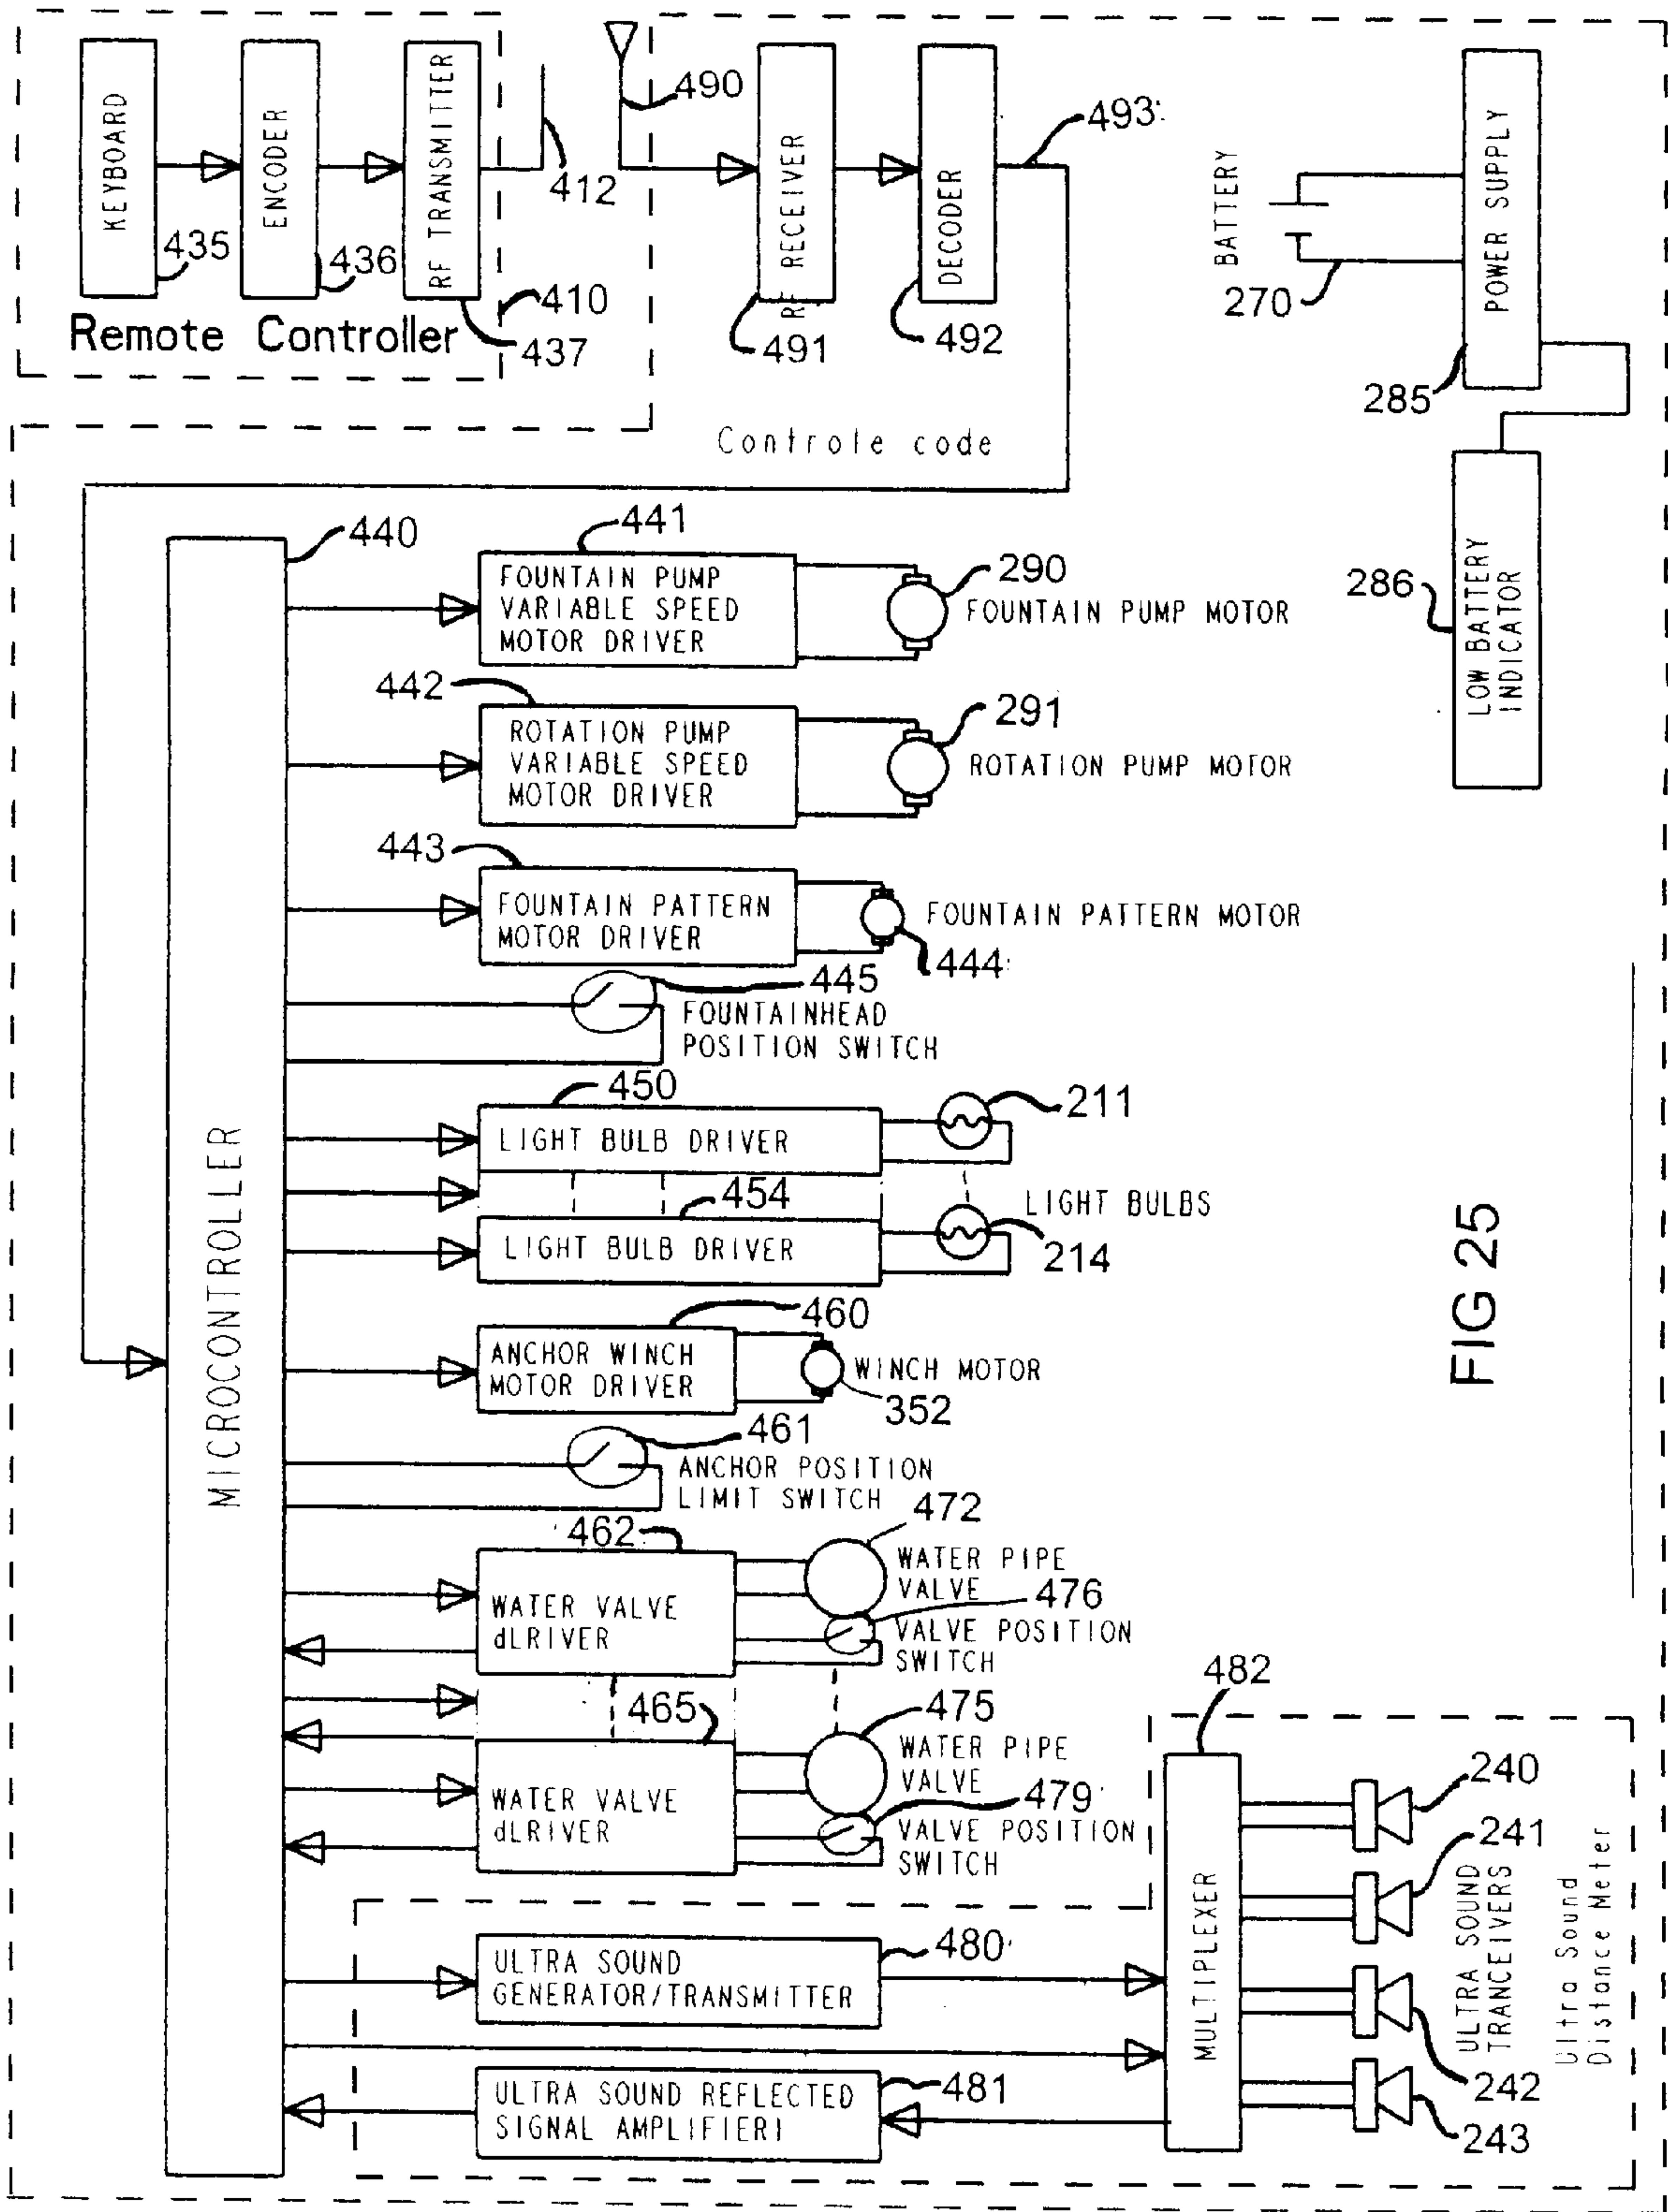 KEYBOARD
435
ENCODER
436
RF TRANSMITTER
437
410
412
Remote Controller
490
RF RECEIVER
491
DECODER
492
493
Controle code
BATTERY
270
POWER SUPPLY
285
286
LOW BATTERY
INDICATOR
440
MICROCONTROLLER
441
FOUNTAIN PUMP
VARIABLE SPEED
MOTOR DRIVER
290
FOUNTAIN PUMP MOTOR
442
ROTATION PUMP
VARIABLE SPEED
MOTOR DRIVER
291
ROTATION PUMP MOTOR
443
FOUNTAIN PATTERN
MOTOR DRIVER
FOUNTAIN PATTERN MOTOR
444
445
FOUNTAINHEAD
POSITION SWITCH
450
LIGHT BULB DRIVER
211
454
LIGHT BULB DRIVER
LIGHT BULBS
214
460
ANCHOR WINCH
MOTOR DRIVER
WINCH MOTOR
352
461
ANCHOR POSITION
LIMIT SWITCH
462
WATER VALVE
dLRIVER
472
WATER PIPE
VALVE
476
VALVE POSITION
SWITCH
465
WATER VALVE
dLRIVER
475
WATER PIPE
VALVE
479
VALVE POSITION
SWITCH
480
ULTRA SOUND
GENERATOR/TRANSMITTER
481
ULTRA SOUND REFLECTED
SIGNAL AMPLIFIER1
482
MULTIPLEXER
240
241
242
243
ULTRA SOUND
TRANCEIVERS
Ultra Sound
Distance Meter
FIG 25